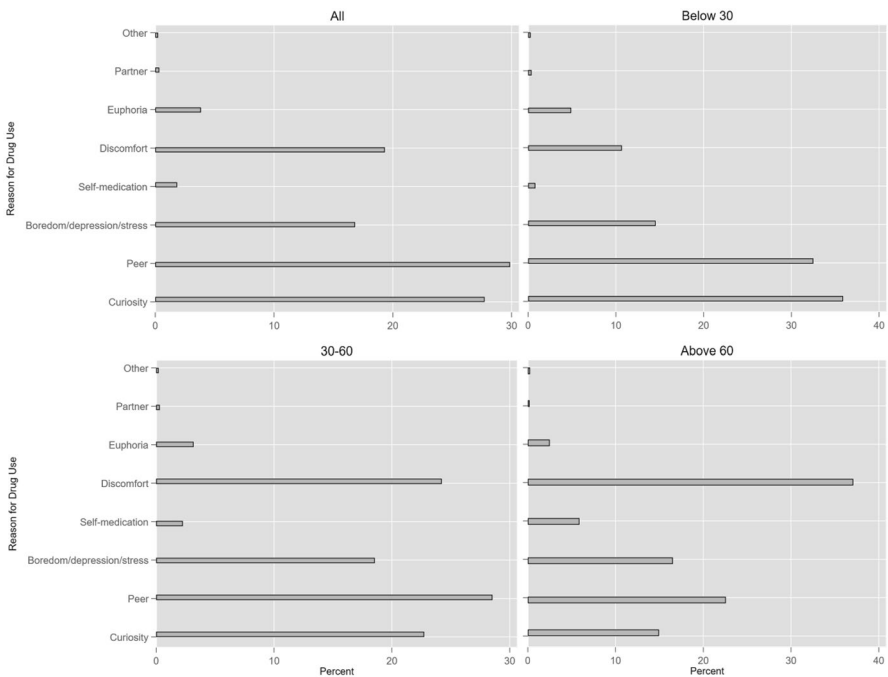 All
Below 30
Other
Partner
Euphoria
Discomfort
Self-medication
Boredom/depression/stress
Peer
Curiosity
Reason for Drug Use
0 10 20 30
0 10 20 30 40
30-60
Above 60
Other
Partner
Euphoria
Discomfort
Self-medication
Boredom/depression/stress
Peer
Curiosity
Reason for Drug Use
0 10 20 30
0 10 20 30 40
Percent
Percent